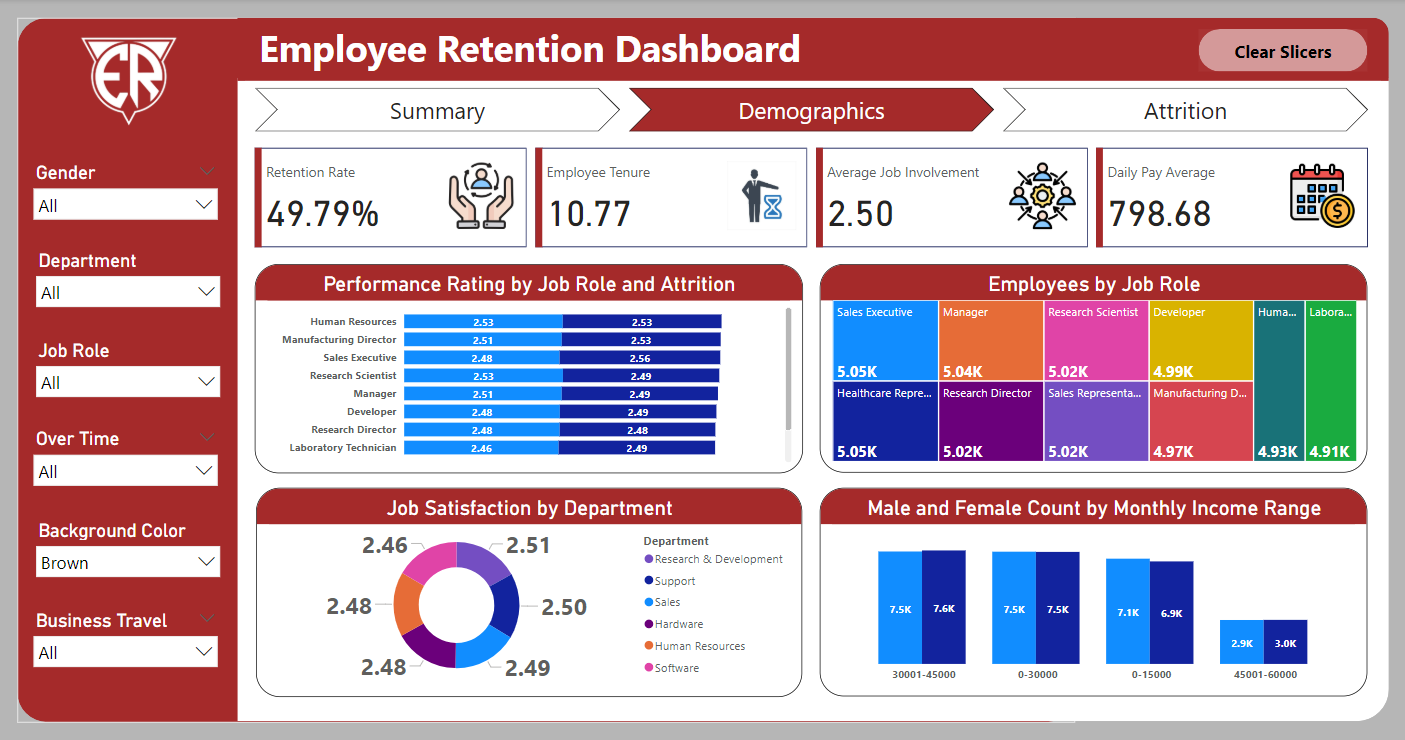 ER
Employee Retention Dashboard
Clear Slicers
Summary
Demographics
Attrition
Gender
All
Department
All
Job Role
All
Over Time
All
Background Color
Brown
Business Travel
All
Retention Rate
49.79%
Employee Tenure
10.77
Average Job Involvement
2.50
Daily Pay Average
798.68
Performance Rating by Job Role and Attrition
Human Resources 2.53 2.53
Manufacturing Director 2.51 2.53
Sales Executive 2.48 2.56
Research Scientist 2.53 2.49
Manager 2.51 2.49
Developer 2.48 2.49
Research Director 2.48 2.48
Laboratory Technician 2.46 2.49
Employees by Job Role
Sales Executive
5.05K
Manager
5.04K
Research Scientist
5.02K
Developer
4.99K
Huma...
4.93K
Labora...
4.91K
Healthcare Repre...
5.05K
Research Director
5.02K
Sales Representa...
5.02K
Manufacturing D...
4.97K
Job Satisfaction by Department
2.46
2.51
2.48
2.50
2.48
2.49
Department
Research & Development
Support
Sales
Hardware
Human Resources
Software
Male and Female Count by Monthly Income Range
7.5K 7.6K
7.5K 7.5K
7.1K 6.9K
2.9K 3.0K
30001-45000
0-30000
0-15000
45001-60000